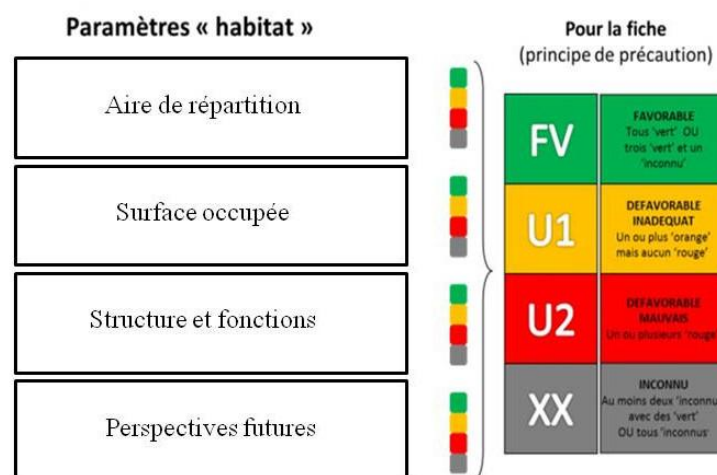 Paramètres « habitat »
Aire de répartition
Surface occupée
Structure et fonctions
Perspectives futures
Pour la fiche
(principe de précaution)
FV
FAVORABLE
Tous 'vert' OU
trois 'vert' et un
'inconnu'
U1
DEFAVORABLE
INADEQUAT
Un ou plus 'orange'
mais aucun 'rouge'
U2
DEFAVORABLE
MAUVAIS
Un ou plusieurs 'rouge
XX
INCONNU
Au moins deux 'inconnu
avec des 'vert'
OU tous 'inconnus'